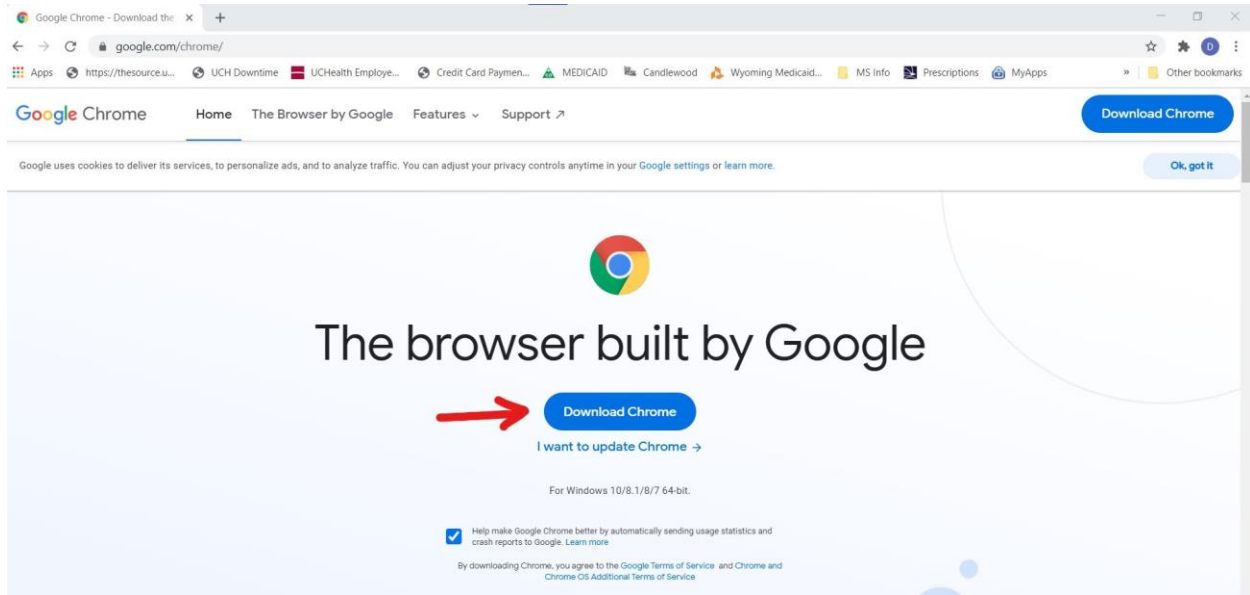 Google Chrome - Download the
google.com/chrome/
D
Apps https://thesource.u... UCH Downtime UCHealth Employe... Credit Card Paymen... MEDICAID Candlewood Wyoming Medicaid... MS Info Prescriptions MyApps » Other bookmarks
Google Chrome Home The Browser by Google Features Support Download Chrome
Google uses cookies to deliver its services, to personalize ads, and to analyze traffic. You can adjust your privacy controls anytime in your Google settings or learn more. Ok, got it
The browser built by Google
Download Chrome
I want to update Chrome →
For Windows 10/8.1/8/7 64-bit.
Help make Google Chrome better by automatically sending usage statistics and
crash reports to Google. Learn more
By downloading Chrome, you agree to the Google Terms of Service and Chrome and
Chrome OS Additional Terms of Service